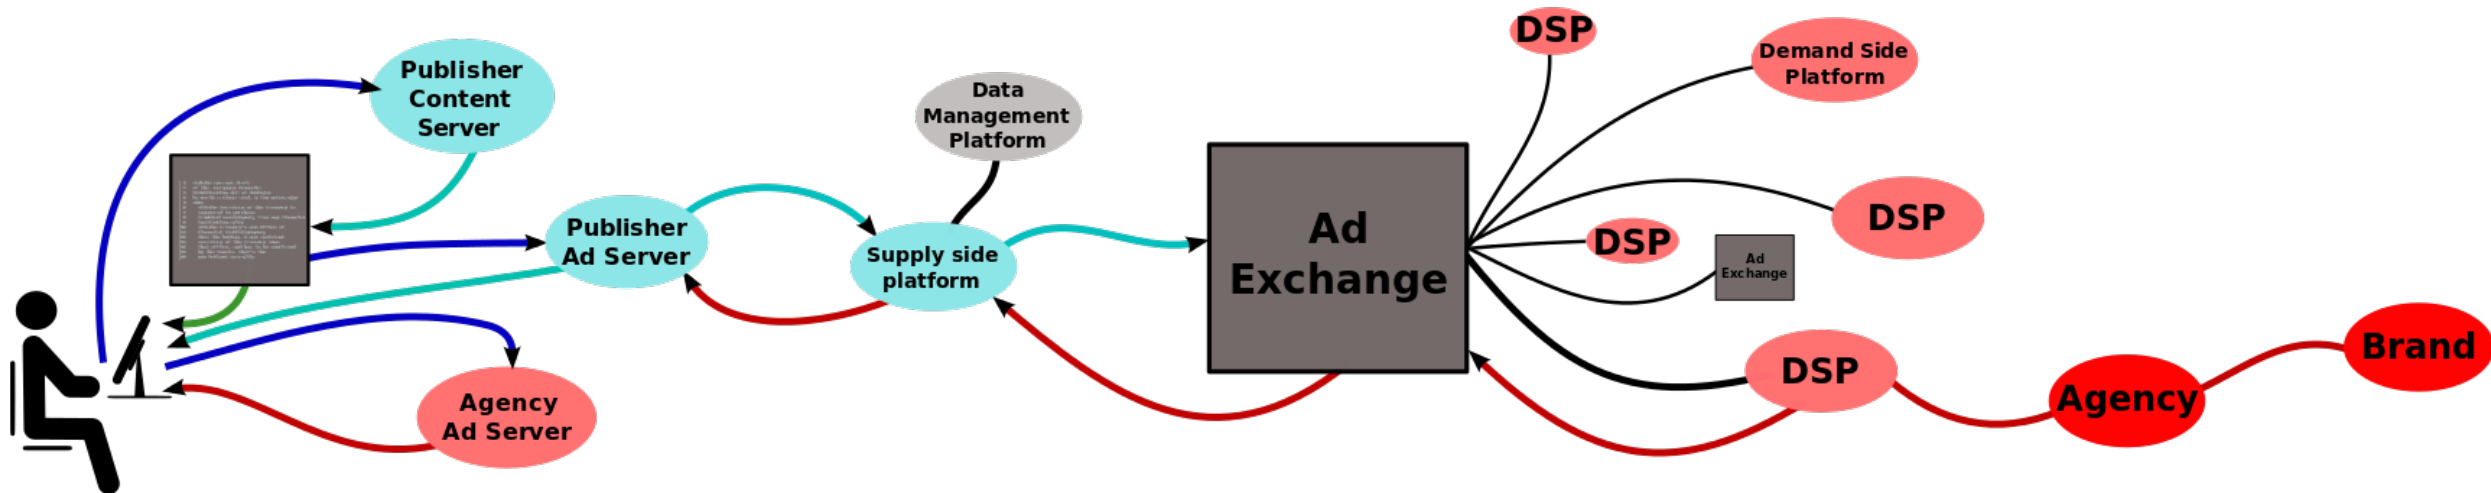 Publisher
Content
Server
Publisher
Ad Server
Agency
Ad Server
Data
Management
Platform
Supply side
platform
Ad
Exchange
DSP
Demand Side
Platform
DSP
DSP
Ad
Exchange
DSP
Agency
Brand